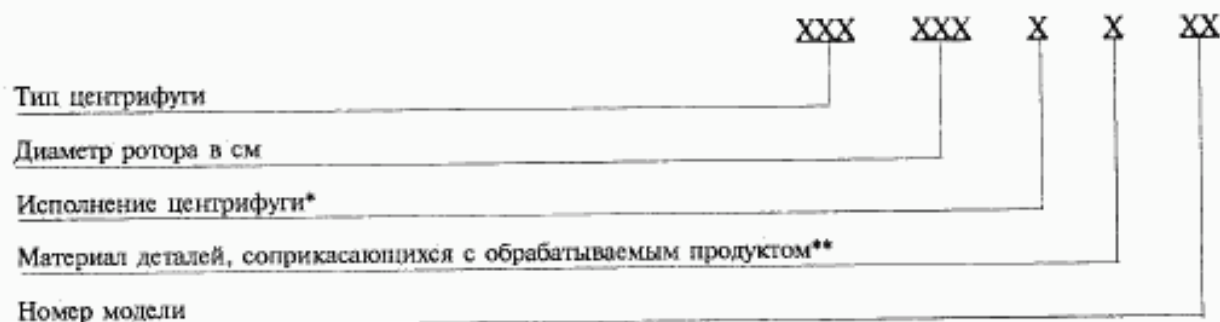 XXX XXX X X XX
Тип центрифуги
Диаметр ротора в см
Исполнение центрифуги*
Материал деталей, соприкасающихся с обрабатываемым продуктом**
Номер модели